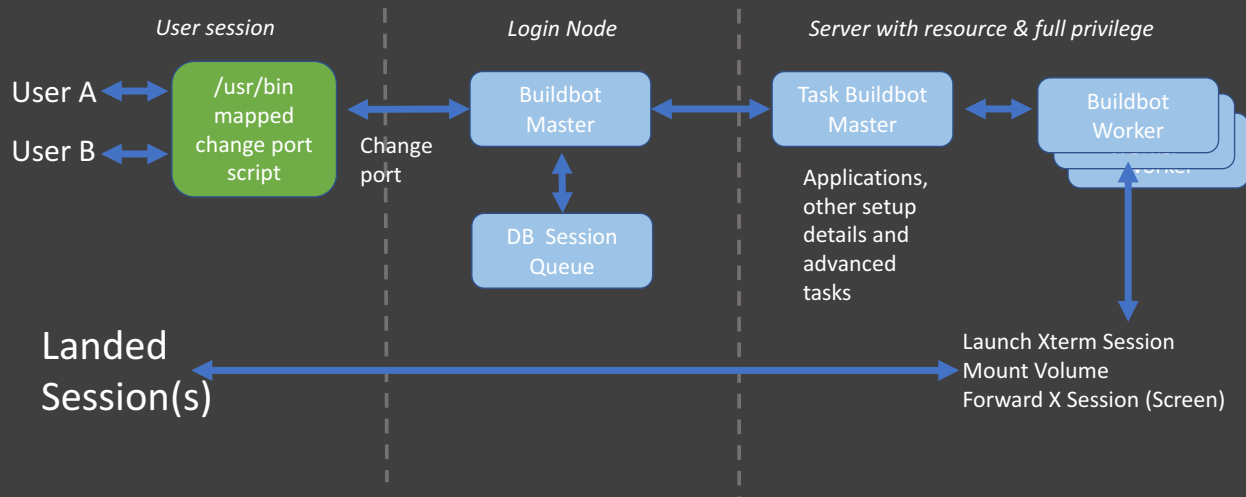 User session
Login Node
Server with resource & full privilege
User A
User B
/usr/bin
mapped
change port
script
Change
port
Buildbot
Master
DB  Session
Queue
Task Buildbot
Master
Applications,
other setup
details and
advanced
tasks
Buildbot
Worker
Worker
Landed
Session(s)
Launch Xterm Session
Mount Volume
Forward X Session (Screen)